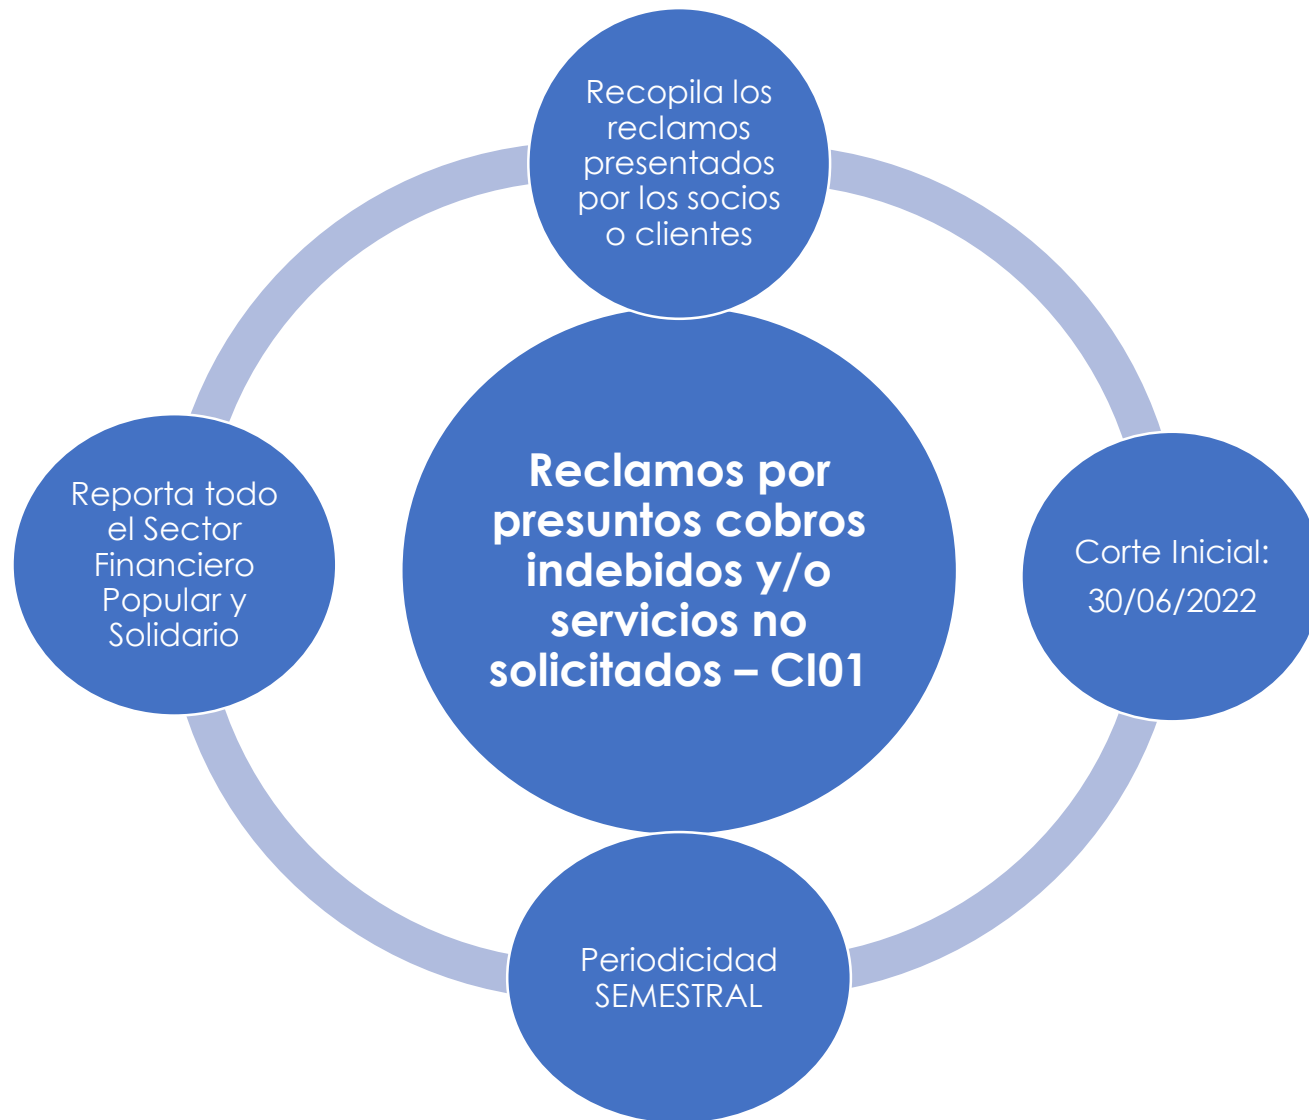 Recopila los
reclamos
presentados
por los socios
o clientes
Reporta todo
el Sector
Financiero
Popular y
Solidario
Reclamos por
presuntos cobros
indebidos y/o
servicios no
solicitados – CI01
Corte Inicial:
30/06/2022
Periodicidad
SEMESTRAL